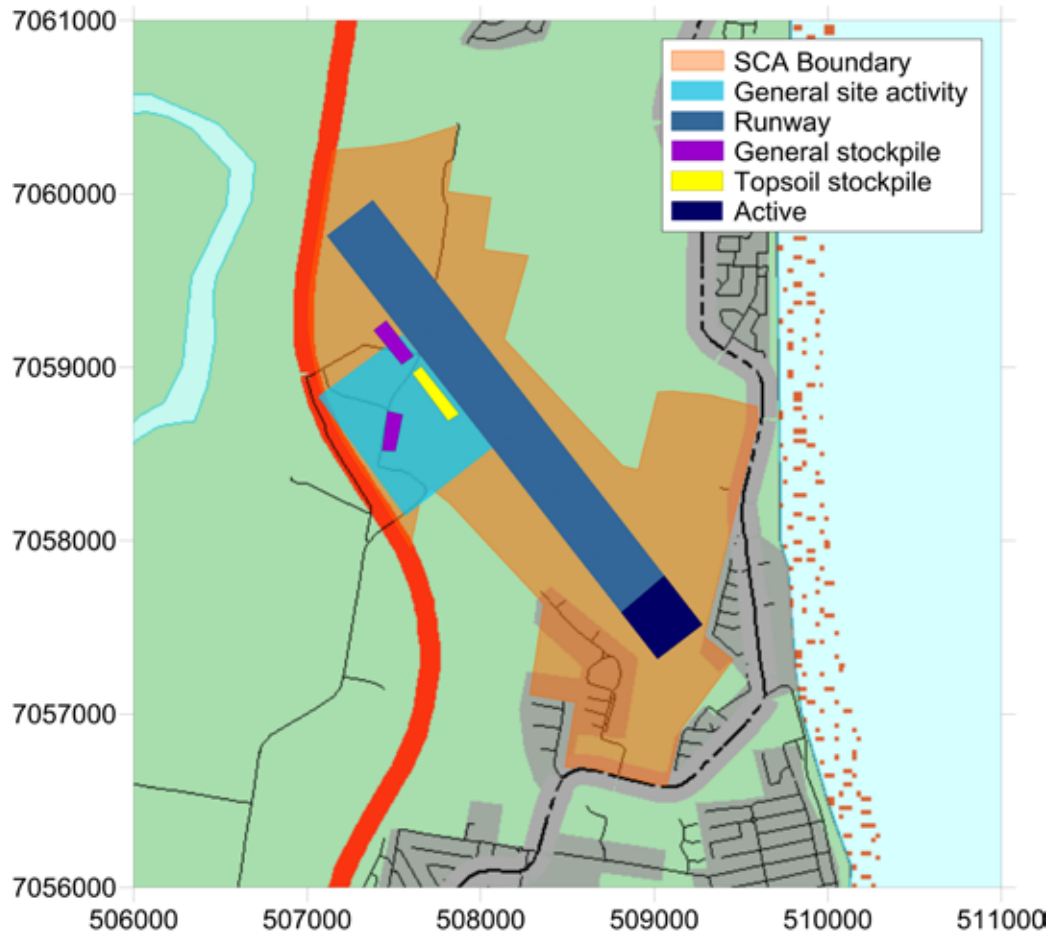 7061000
7060000
7059000
7058000
7057000
7056000
SCA Boundary
General site activity
Runway
General stockpile
Topsoil stockpile
Active
506000 507000 508000 509000 510000 511000